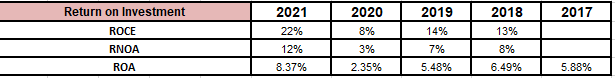 Return on Investment 2021 2020 2019 2018 2017
ROCE 22% 8% 14% 13%
RNOA 12% 3% 7% 8%
ROA 8.37% 2.35% 5.48% 6.49% 5.88%